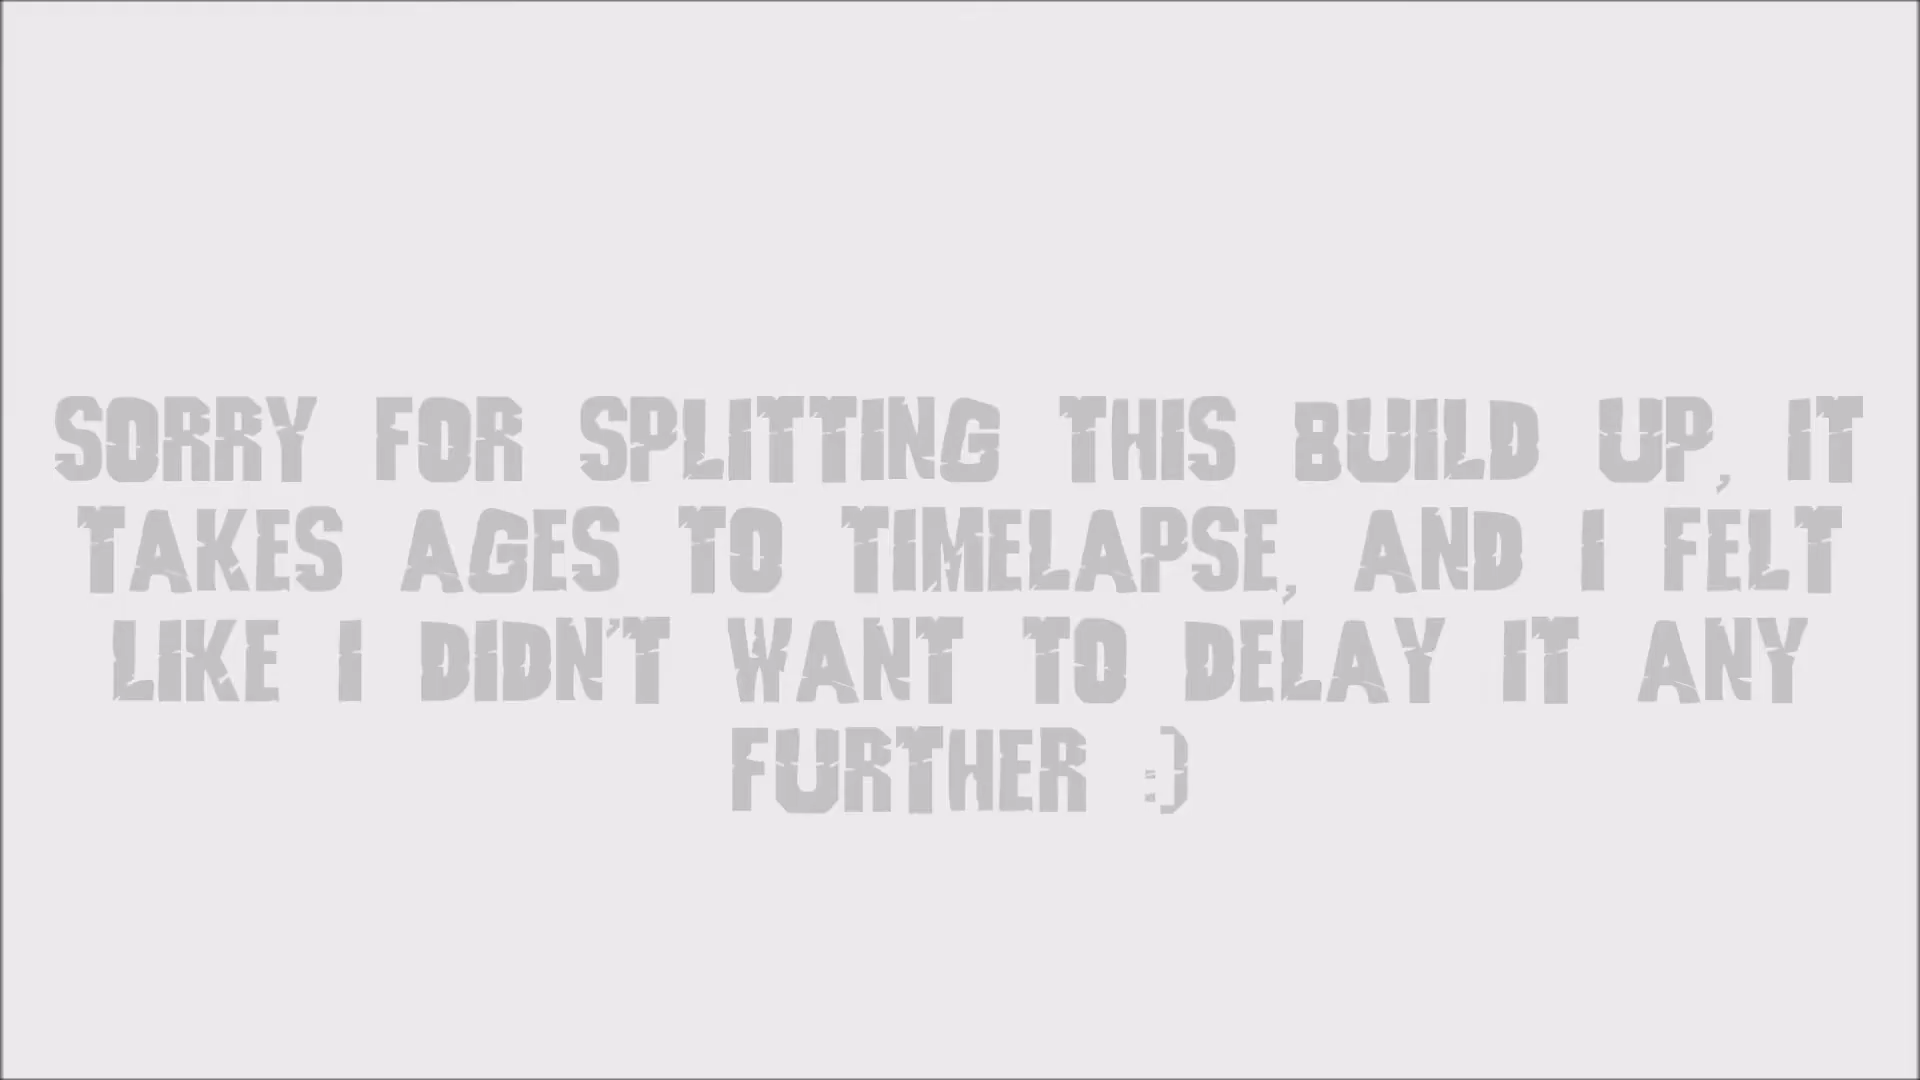 SORRY FOR SPLITTING THIS BUILD UP, IT
TAKES AGES TO TIMELAPSE, AND I FELT
LIKE I DIDN'T WANT TO DELAY IT ANY
FURTHER :)